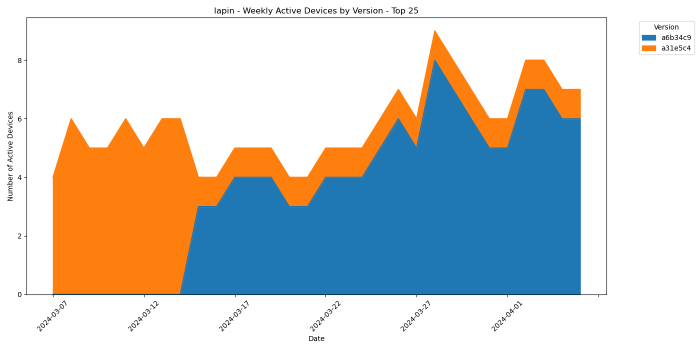 lapin - Weekly Active Devices by Version - Top 25
Version
a6b34c9
a31e5c4
Number of Active Devices
8
6
4
2
0
2024-03-07
2024-03-12
2024-03-17
2024-03-22
2024-03-27
2024-04-01
Date